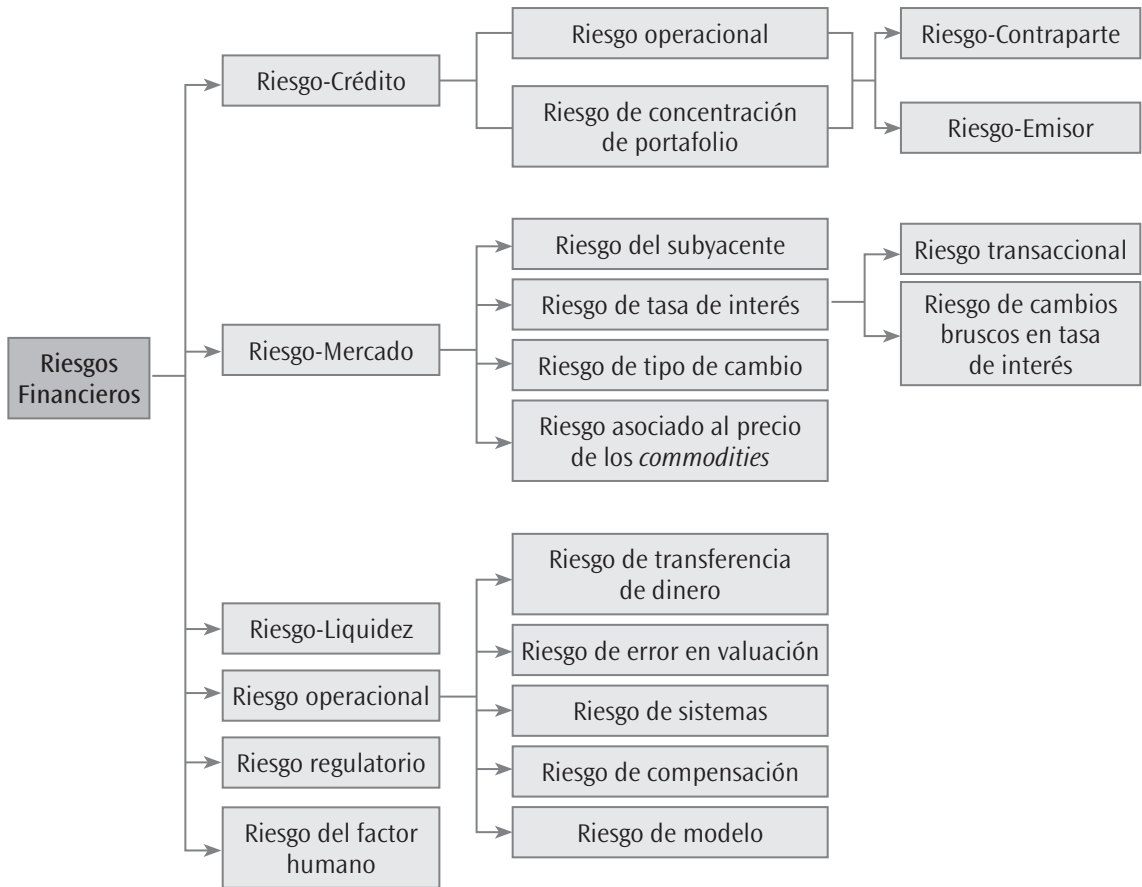 Riesgos
Financieros
Riesgo-Crédito
Riesgo operacional
Riesgo de concentración
de portafolio
Riesgo-Contraparte
Riesgo-Emisor
Riesgo-Mercado
Riesgo del subyacente
Riesgo de tasa de interés
Riesgo transaccional
Riesgo de cambios
bruscos en tasa
de interés
Riesgo de tipo de cambio
Riesgo asociado al precio
de los commodities
Riesgo-Liquidez
Riesgo operacional
Riesgo de transferencia
de dinero
Riesgo de error en valuación
Riesgo de sistemas
Riesgo de compensación
Riesgo de modelo
Riesgo regulatorio
Riesgo del factor
humano